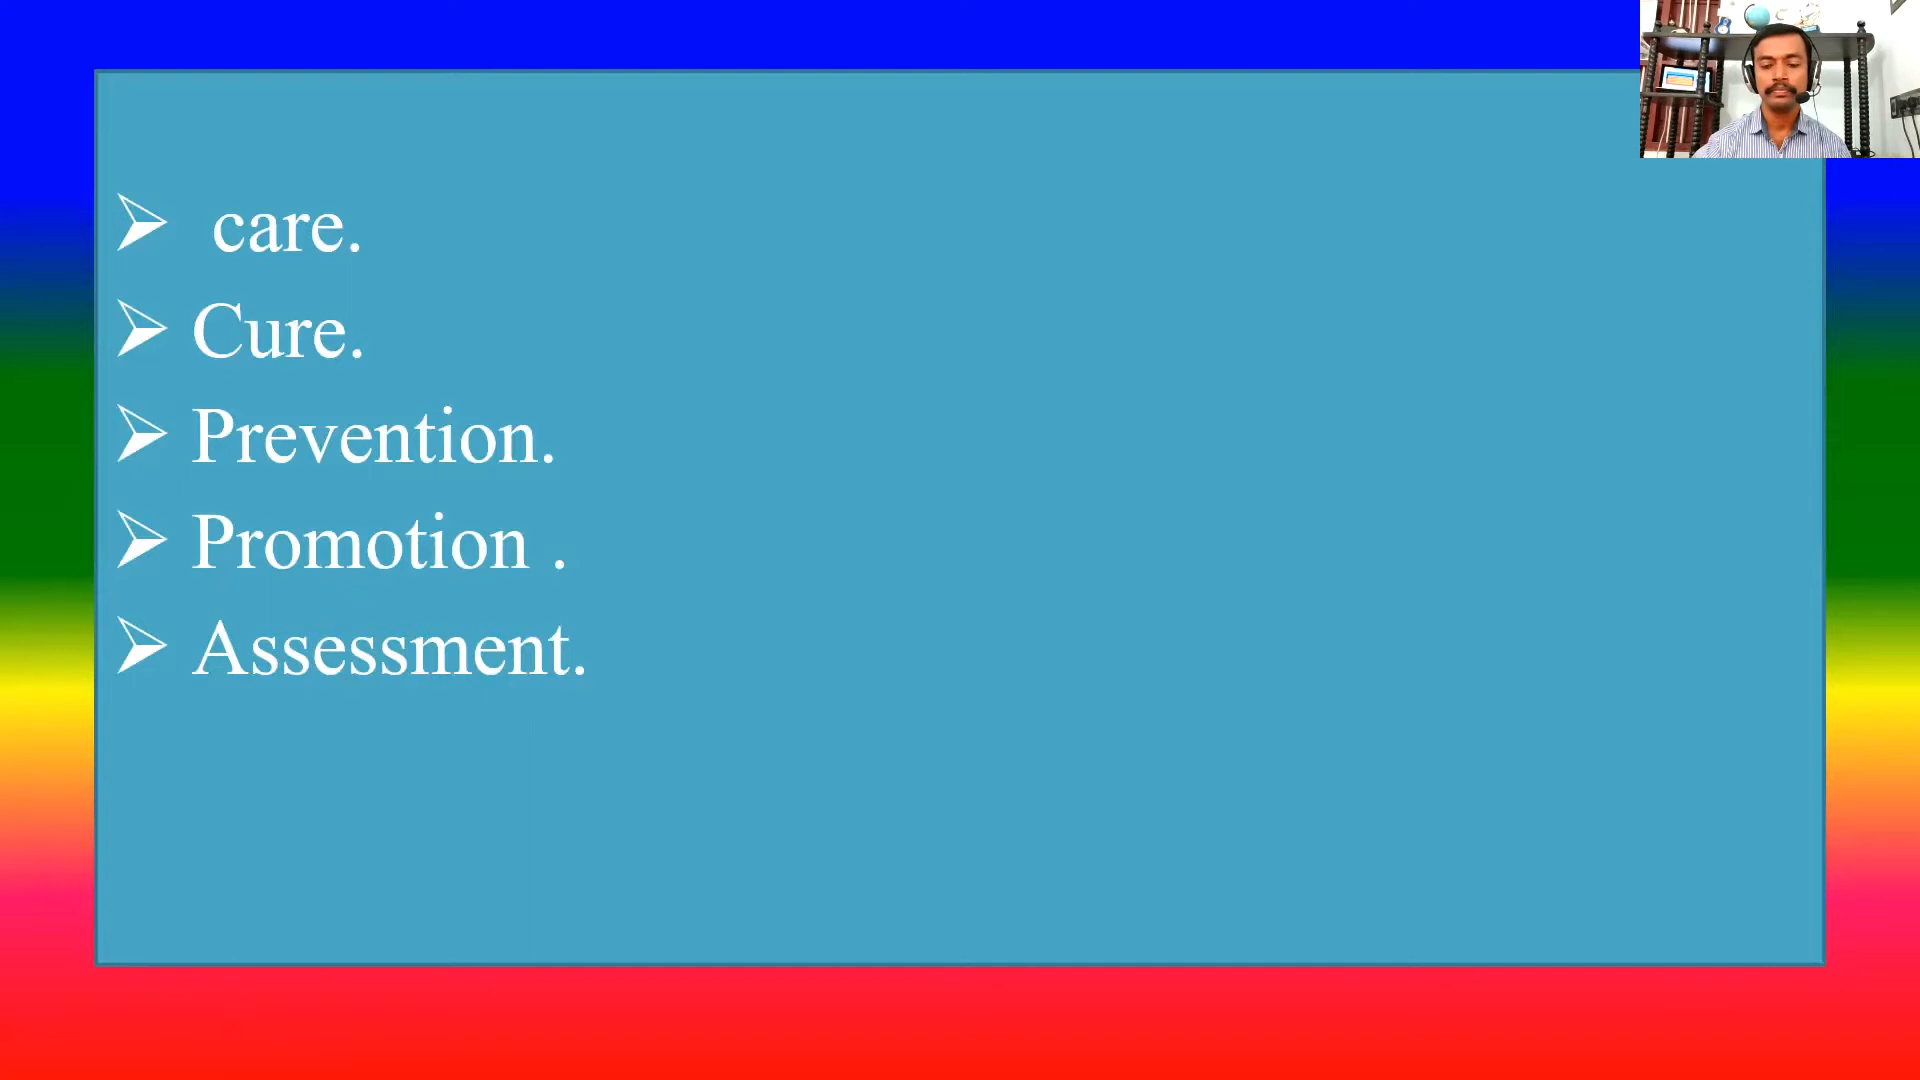 ➢ care.
➢ Cure.
➢ Prevention.
➢ Promotion .
➢ Assessment.